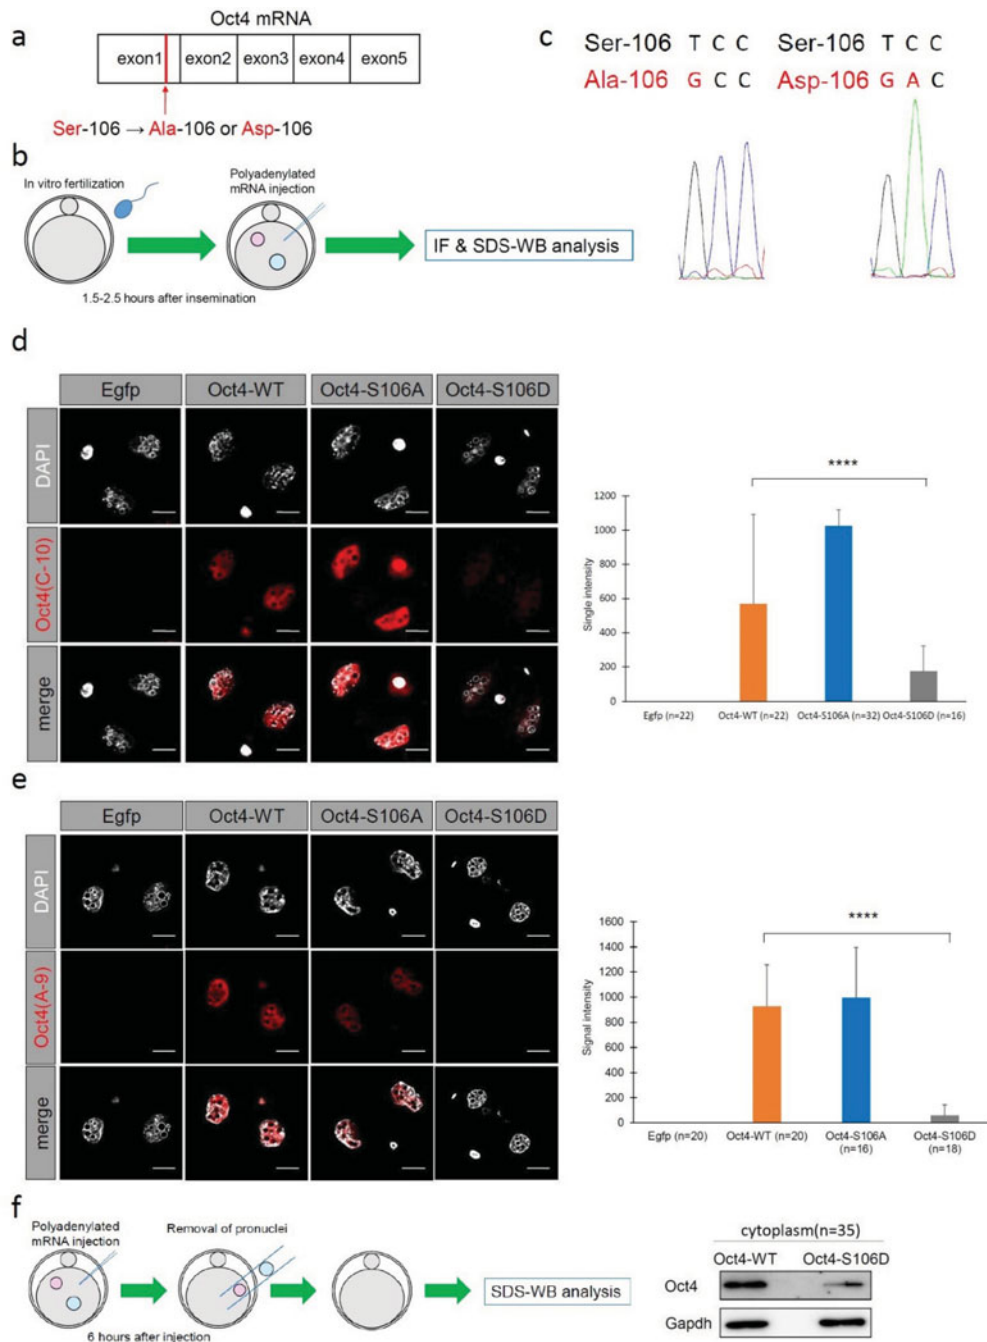 a
Oct4 mRNA
exon1 exon2 exon3 exon4 exon5
Ser-106 → Ala-106 or Asp-106
b
In vitro fertilization
Polyadenylated
mRNA injection
IF & SDS-WB analysis
1.5-2.5 hours after insemination
c
Ser-106 T C C
Ala-106 G C C
Ser-106 T C C
Asp-106 G A C
d
Egfp Oct4-WT Oct4-S106A Oct4-S106D
DAPI
Oct4(C-10)
merge
****
Single intensity
1200
1000
800
600
400
200
0
Egfp (n=22) Oct4-WT (n=22) Oct4-S106A (n=32) Oct4-S106D (n=16)
e
Egfp Oct4-WT Oct4-S106A Oct4-S106D
DAPI
Oct4(A-9)
merge
****
Signal intensity
1600
1400
1200
1000
800
600
400
200
0
Egfp (n=20) Oct4-WT (n=20) Oct4-S106A Oct4-S106D
(n=16) (n=18)
f
Polyadenylated
mRNA injection
Removal of pronuclei
SDS-WB analysis
6 hours after injection
cytoplasm(n=35)
Oct4-WT Oct4-S106D
Oct4
Gapdh